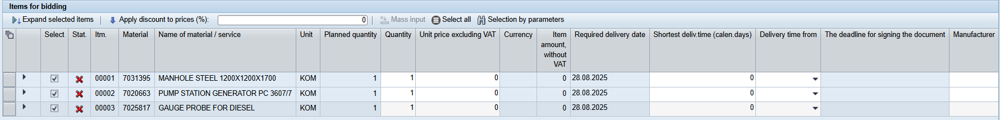 Items for bidding
Expand selected items Apply discount to prices (%): 0 Mass input Select all Selection by parameters
Select Stat. Itm. Material Name of material / service Unit Planned quantity Quantity Unit price excluding VAT Currency Item amount, without VAT Required delivery date Shortest deliv.time (calen.days) Delivery time from The deadline for signing the document Manufacturer
00001 7031395 MANHOLE STEEL 1200X1200X1700 KOM 1 1 0 0 28.08.2025 0
00002 7020663 PUMP STATION GENERATOR PC 3607/7 KOM 1 1 0 0 28.08.2025 0
00003 7025817 GAUGE PROBE FOR DIESEL KOM 1 1 0 0 28.08.2025 0